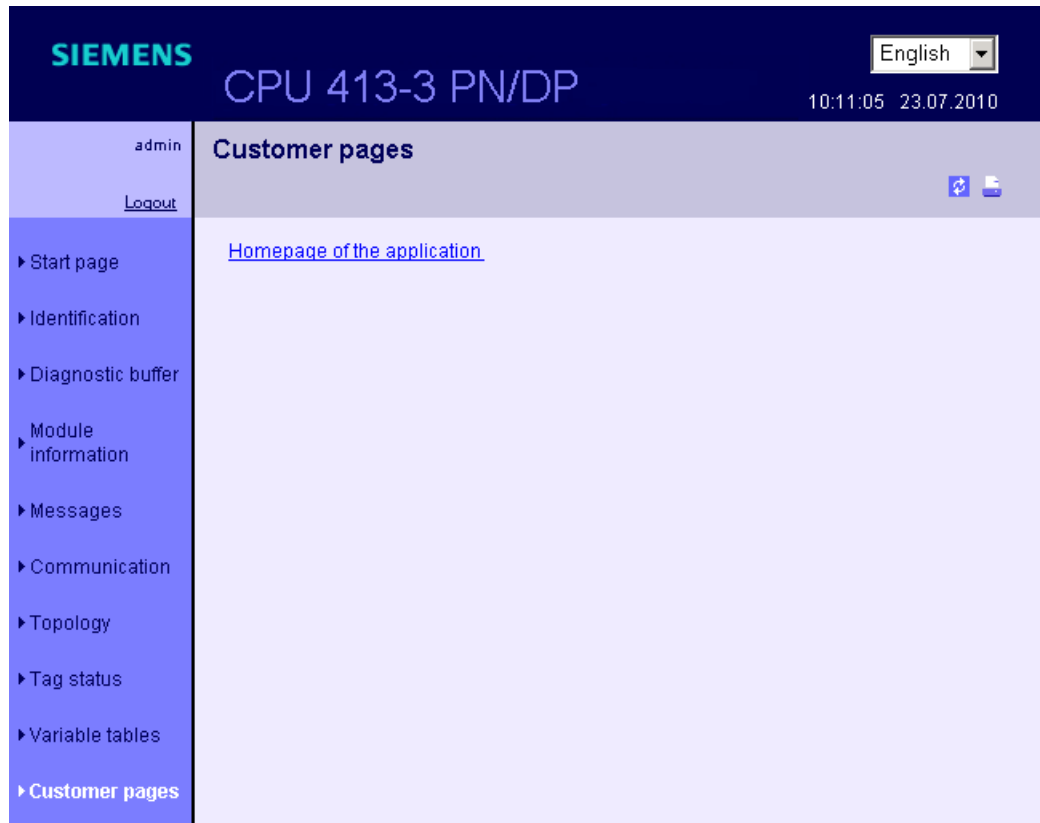 SIEMENS
CPU 413-3 PN/DP
English
10:11:05 23.07.2010
admin
Logout
Customer pages
Start page
Identification
Diagnostic buffer
Module
information
Messages
Communication
Topology
Tag status
Variable tables
Customer pages
Homepage of the application